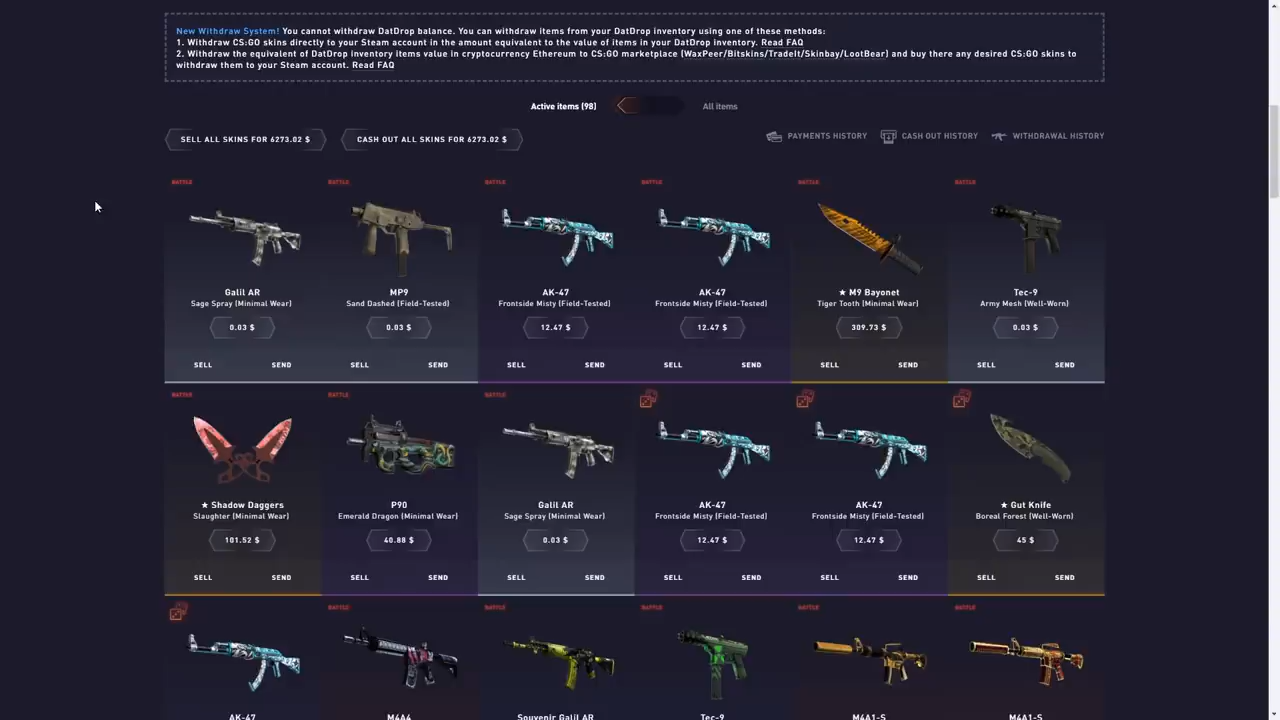 New Withdraw System! You cannot withdraw DatDrop balance. You can withdraw items from your DatDrop inventory using one of these methods:
1. Withdraw CS:GO skins directly to your Steam account in the amount equivalent to the value of items in your DatDrop inventory. Read FAQ
2. Withdraw the equivalent of DatDrop inventory items value in cryptocurrency Ethereum to CS:GO marketplace (WaxPeer/Bitskins/TradeIt/Skinbay/LootBear) and buy there any desired CS:GO skins to
withdraw them to your Steam account. Read FAQ
Active items (98) All items
SELL ALL SKINS FOR 6273.02 $ CASH OUT ALL SKINS FOR 6273.02 $ PAYMENTS HISTORY CASH OUT HISTORY WITHDRAWAL HISTORY
BATTLE BATTLE BATTLE BATTLE BATTLE BATTLE
Galil AR MP9 AK-47 AK-47 ★ M9 Bayonet Tec-9
Sage Spray (Minimal Wear) Sand Dashed (Field-Tested) Frontside Misty (Field-Tested) Frontside Misty (Field-Tested) Tiger Tooth (Minimal Wear) Army Mesh (Well-Worn)
0.03 $ 0.03 $ 12.47 $ 12.47 $ 309.73 $ 0.03 $
SELL SEND SELL SEND SELL SEND SELL SEND SELL SEND SELL SEND
BATTLE BATTLE BATTLE
★ Shadow Daggers P90 Galil AR AK-47 AK-47 ★ Gut Knife
Slaughter (Minimal Wear) Emerald Dragon (Minimal Wear) Sage Spray (Minimal Wear) Frontside Misty (Field-Tested) Frontside Misty (Field-Tested) Boreal Forest (Well-Worn)
101.52 $ 40.88 $ 0.03 $ 12.47 $ 12.47 $ 45 $
SELL SEND SELL SEND SELL SEND SELL SEND SELL SEND SELL SEND
BATTLE BATTLE BATTLE BATTLE BATTLE
AK-47 M4A4 Souvenir Galil AR Tec-9 M4A1-S M4A1-S